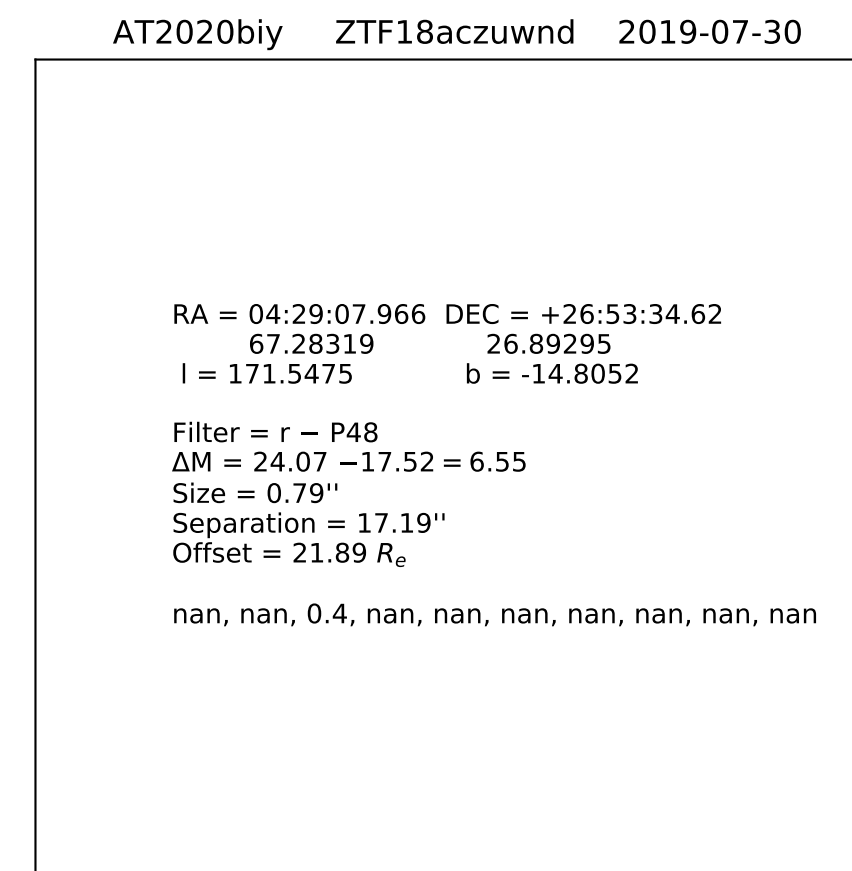 AT2020biy ZTF18aczuwnd 2019-07-30
RA = 04:29:07.966 DEC = +26:53:34.62
67.28319 26.89295
l = 171.5475 b = -14.8052
Filter = r − P48
ΔM = 24.07 −17.52 = 6.55
Size = 0.79''
Separation = 17.19''
Offset = 21.89 Re
nan, nan, 0.4, nan, nan, nan, nan, nan, nan, nan